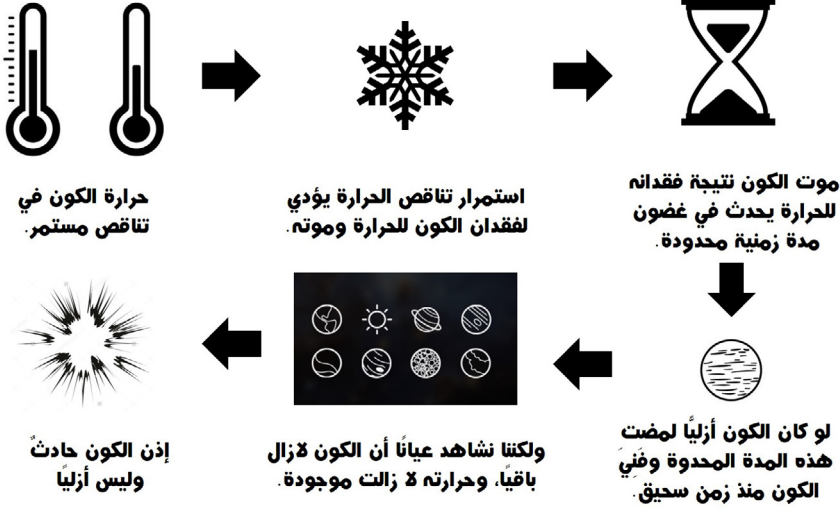 حرارة الكون في
تناقص مستمر.
استمرار تناقص الحرارة يؤدي
لفقدان الكون للحرارة وموته.
موت الكون نتيجة فقدانه
للحرارة يحدث في غضون
مدة زمنية محدودة.
لو كان الكون أزليًّا لمضت
هذه المدة المحدوة وفَنِيَ
الكون منذ زمن سحيق.
ولكننا نشاهد عيانًا أن الكون لازال
باقيًا، وحرارته لا زالت موجودة.
إذن الكون حادثٌ
وليس أزليًا